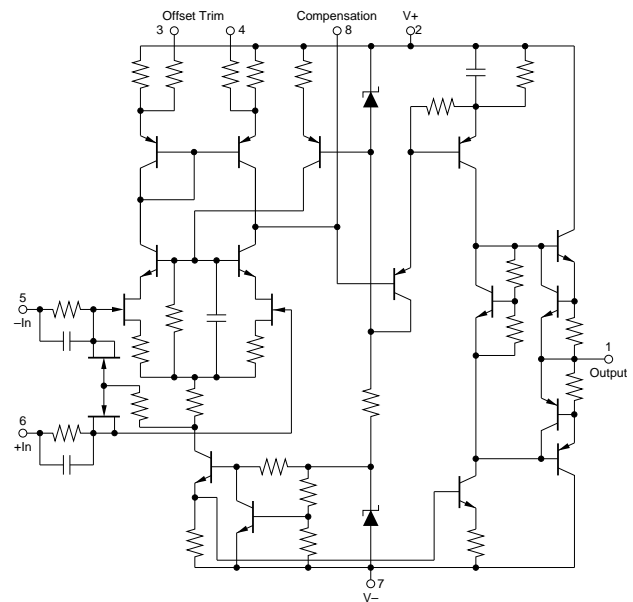 Offset Trim
Compensation
V+
3
4
8
2
5
–In
1
Output
6
+In
7
V–